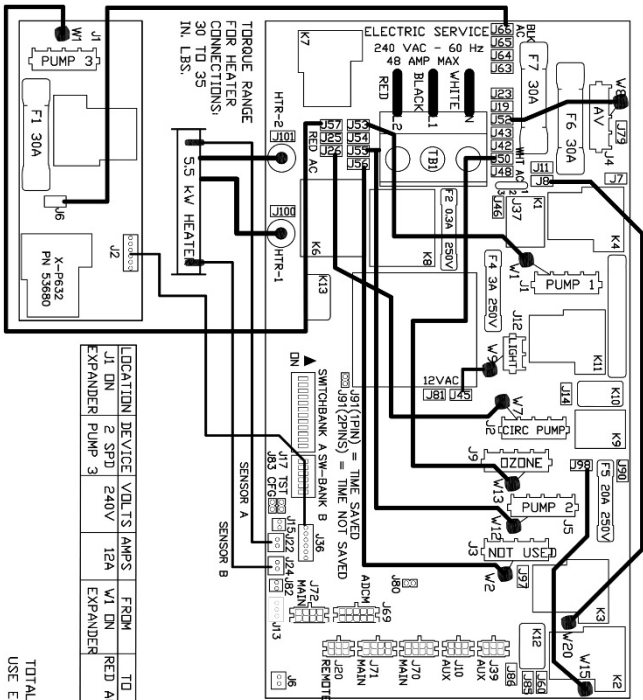 W1
J1
PUMP 3
F1 30A
J6
J2
X-P632
PN 53680
TORQUE RANGE
FOR HEATER
CONNECTIONS:
30 TO 35
IN. LBS.
HTR-2
J101
5.5 kW HEATER
J100
HTR-1
K7
ELECTRIC SERVICE
240 VAC - 60 Hz
48 AMP MAX
RED
BLACK
WHITE
L2
L1
N
TB1
J57
J25
J26
RED AC
J53
J54
J55
J56
BLK
AC
J66
J65
J64
J63
J23
J19
J52
J43
J42
J50
J48
WHT AC
F7 30A
F6 30A
W8
AV
J79
J4
J11
J8
J7
3
2
1
J46
J37
K1
K4
K6
K8
K13
F2 0.3A 250V
F4 3A 250V
W1
J1
PUMP 1
J12
LIGHT
W9
K11
12VAC
J81
J45
J14
K10
K9
W7
J2
CIRC PUMP
J9
OZONE
W13
J98
J90
F5 20A 250V
PUMP 2
W12
J5
J3
NOT USED
W2
J97
K3
W20
K12
K2
W15
J86
J85
ON
SWITCHBANK A
SW-BANK B
J91(1PIN) = TIME SAVED
J91(2PINS) = TIME NOT SAVED
J17 TST
J83 CFG
J15
J22
J24
J82
J36
J13
SENSOR A
SENSOR B
J72
MAIN
J69
ADCM
J80
J6
J20
REMOTE
J71
MAIN
J70
MAIN
J10
AUX
J39
AUX
LOCATION DEVICE VOLTS AMPS FROM TO
J1 ON EXPANDER 2 SPD PUMP 3 240V 12A W1 ON EXPANDER RED A
TOTAL
USE E